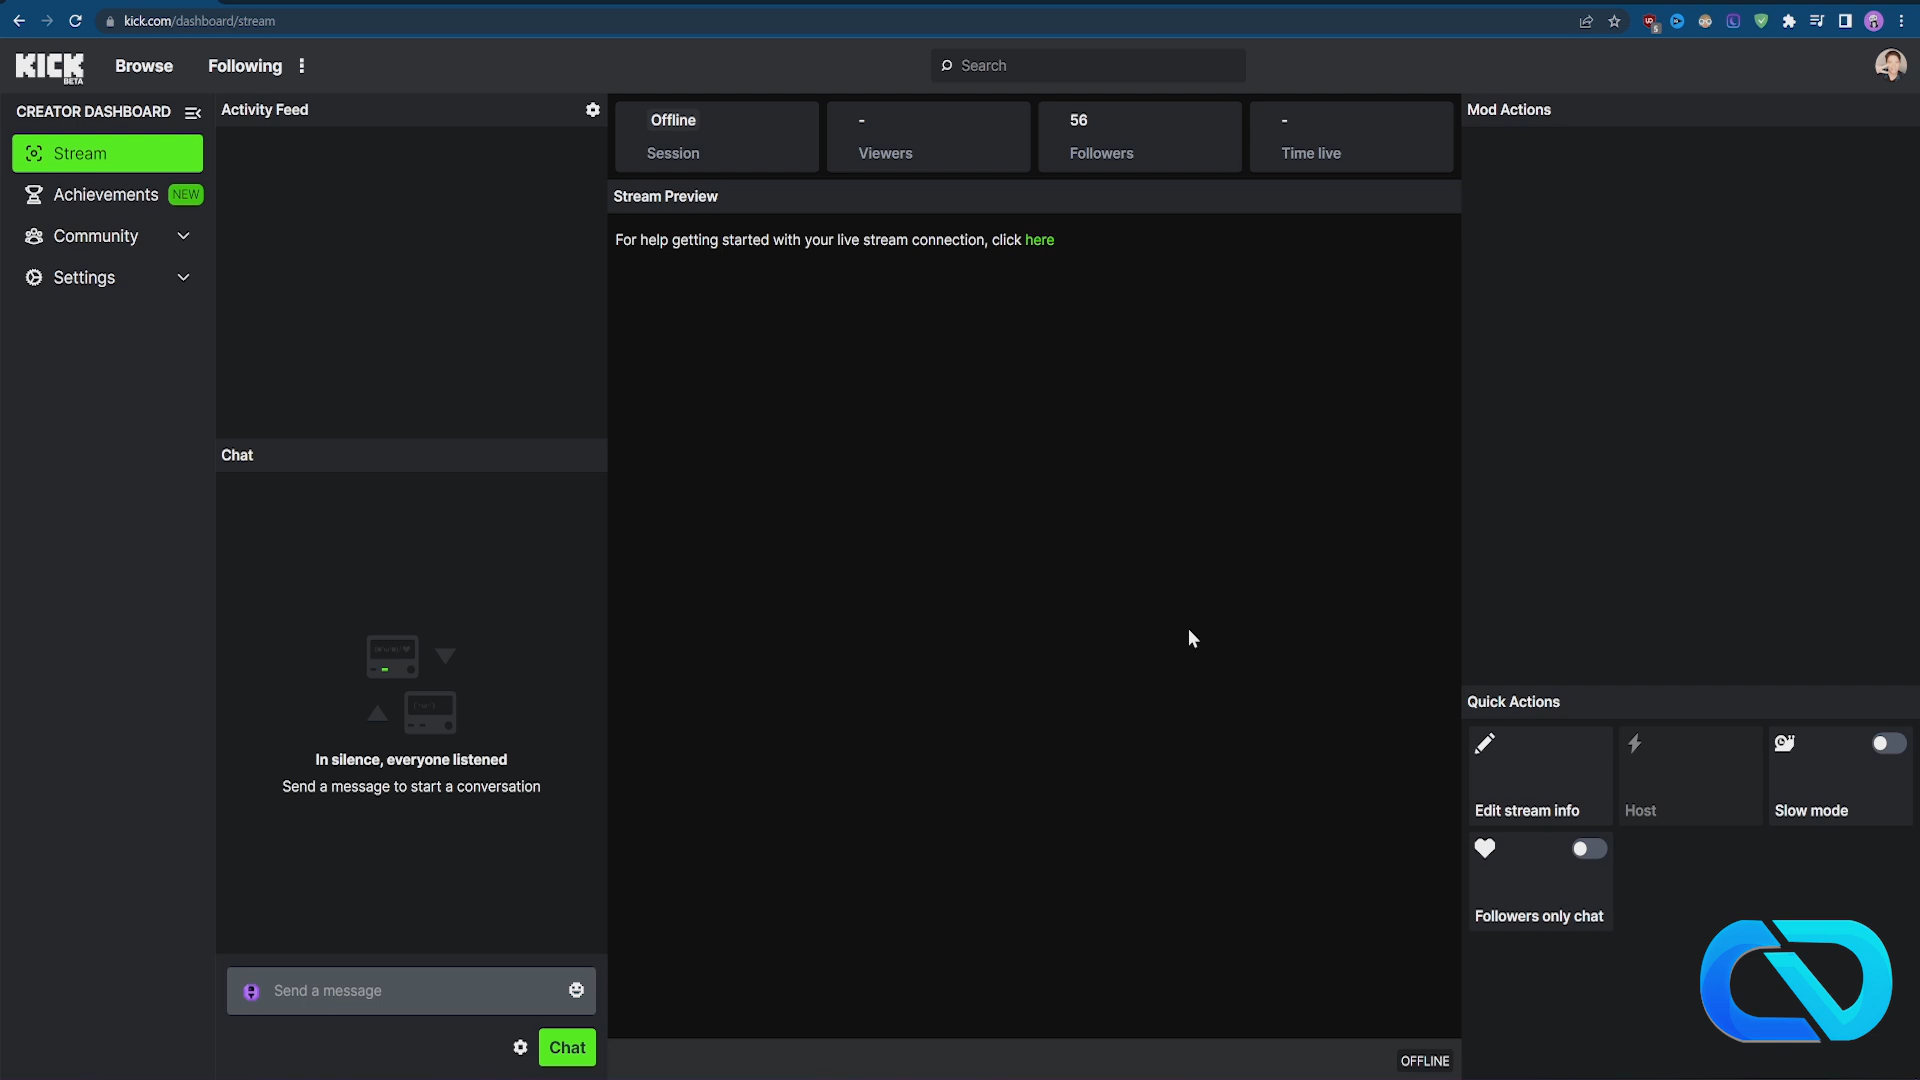 kick.com/dashboard/stream
KICK
BETA
Browse
Following
Search
CREATOR DASHBOARD
Stream
Achievements NEW
Community
Settings
Activity Feed
Chat
In silence, everyone listened
Send a message to start a conversation
Send a message
Chat
Offline
Session
-
Viewers
56
Followers
-
Time live
Stream Preview
For help getting started with your live stream connection, click here
OFFLINE
Mod Actions
Quick Actions
Edit stream info
Host
Slow mode
Followers only chat